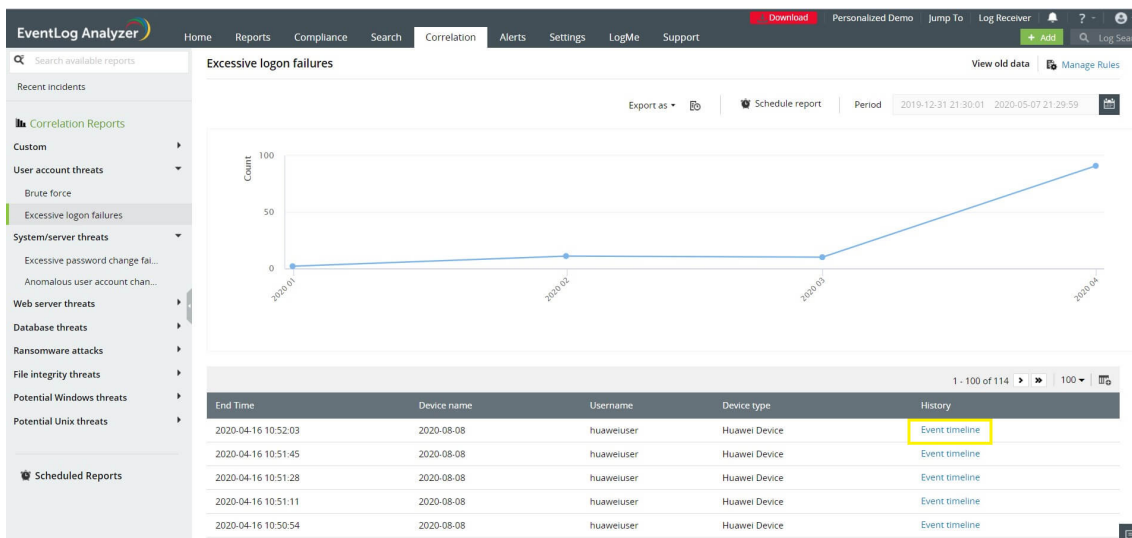 Download Personalized Demo Jump To Log Receiver ?
EventLog Analyzer Home Reports Compliance Search Correlation Alerts Settings LogMe Support + Add Log Sear
Search available reports
Recent incidents
Correlation Reports
Custom
User account threats
Brute force
Excessive logon failures
System/server threats
Excessive password change fai...
Anomalous user account chan...
Web server threats
Database threats
Ransomware attacks
File integrity threats
Potential Windows threats
Potential Unix threats
Scheduled Reports
Excessive logon failures View old data Manage Rules
Export as Schedule report Period 2019-12-31 21:30:01 2020-05-07 21:29:59
Count
100
50
0
2020 01 2020 02 2020 03 2020 04
1 - 100 of 114 100
End Time Device name Username Device type History
2020-04-16 10:52:03 2020-08-08 huaweiuser Huawei Device Event timeline
2020-04-16 10:51:45 2020-08-08 huaweiuser Huawei Device Event timeline
2020-04-16 10:51:28 2020-08-08 huaweiuser Huawei Device Event timeline
2020-04-16 10:51:11 2020-08-08 huaweiuser Huawei Device Event timeline
2020-04-16 10:50:54 2020-08-08 huaweiuser Huawei Device Event timeline